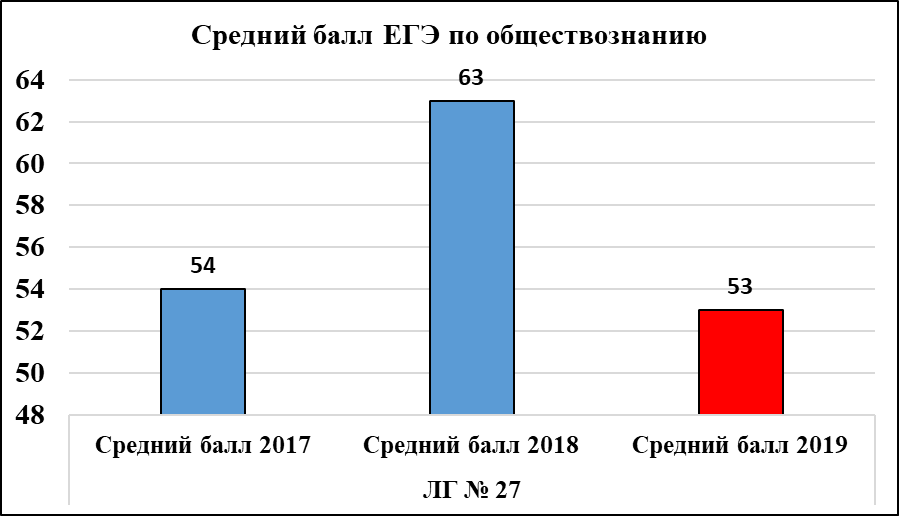 Средний балл ЕГЭ по обществознанию
64
62
60
58
56
54
52
50
48
54
63
53
Средний балл 2017
Средний балл 2018
Средний балл 2019
ЛГ № 27